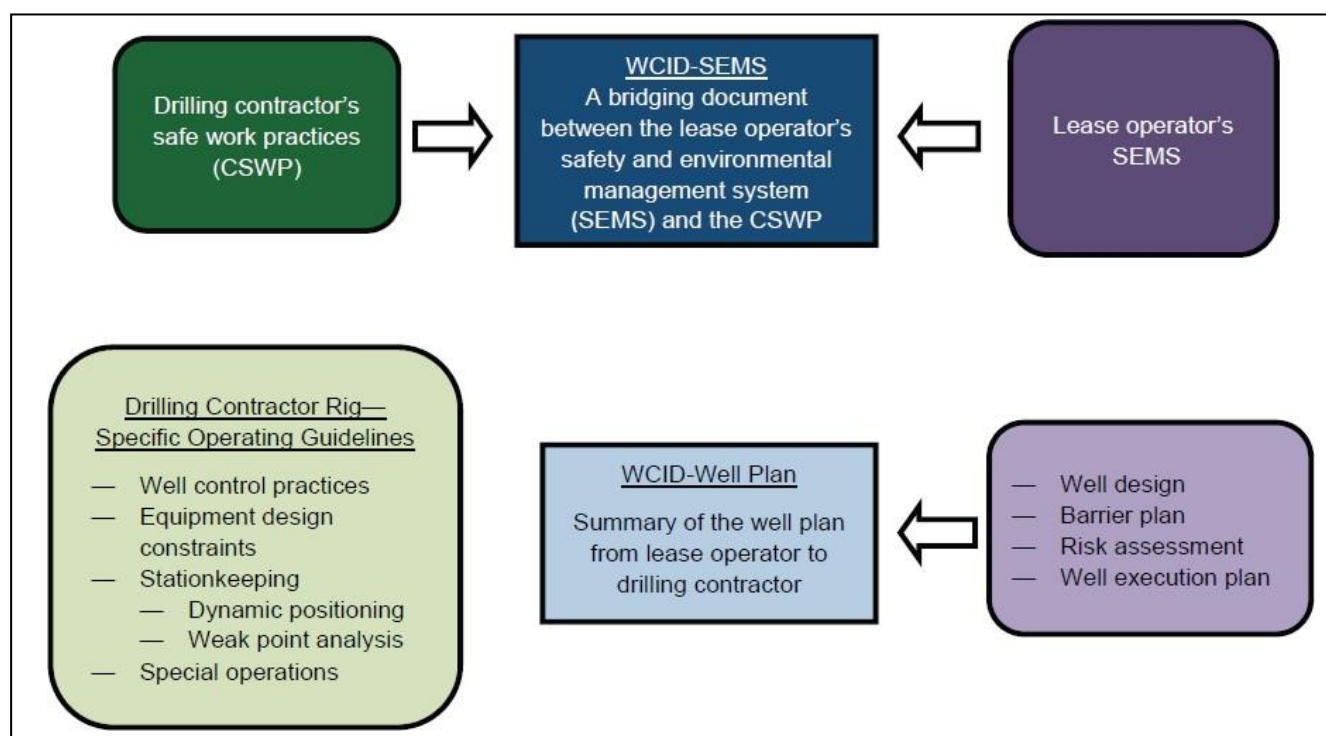 Drilling contractor’s
safe work practices
(CSWP)
WCID-SEMS
A bridging document
between the lease operator’s
safety and environmental
management system
(SEMS) and the CSWP
Lease operator’s
SEMS
Drilling Contractor Rig—
Specific Operating Guidelines
— Well control practices
— Equipment design
constraints
— Stationkeeping
— Dynamic positioning
— Weak point analysis
— Special operations
WCID-Well Plan
Summary of the well plan
from lease operator to
drilling contractor
— Well design
— Barrier plan
— Risk assessment
— Well execution plan